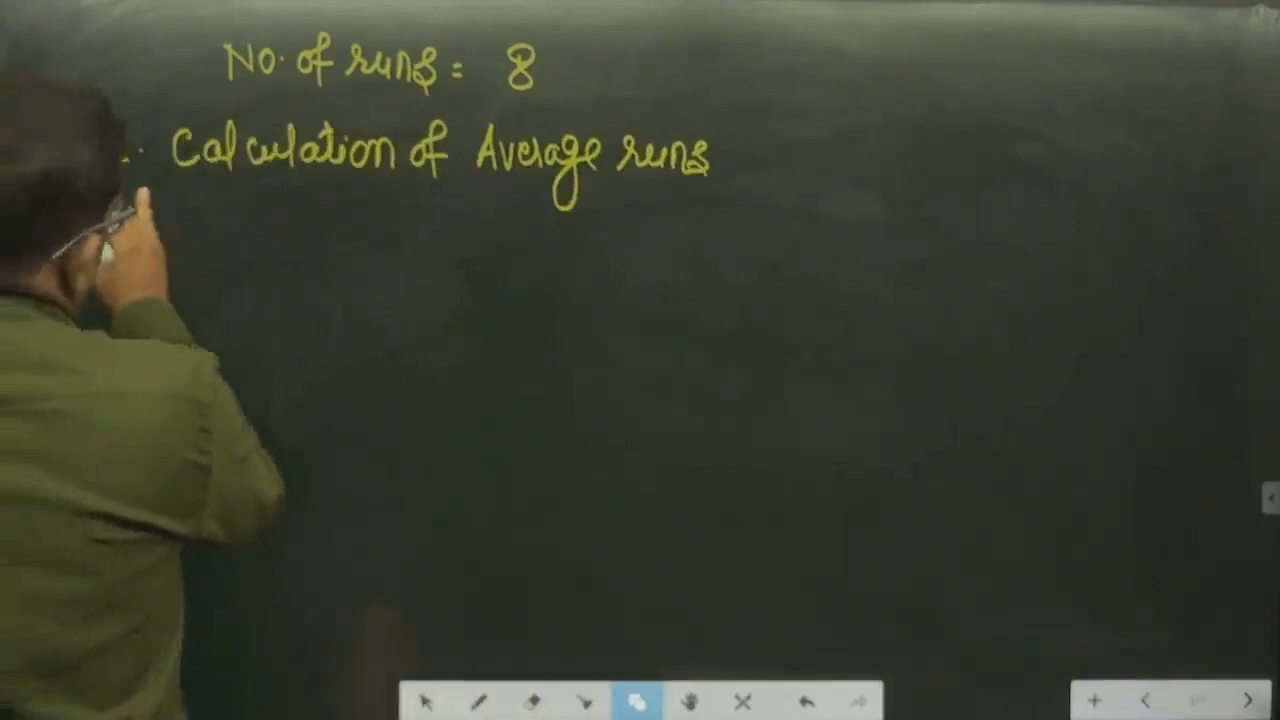 No. of runs = 8
Calculation of Average runs